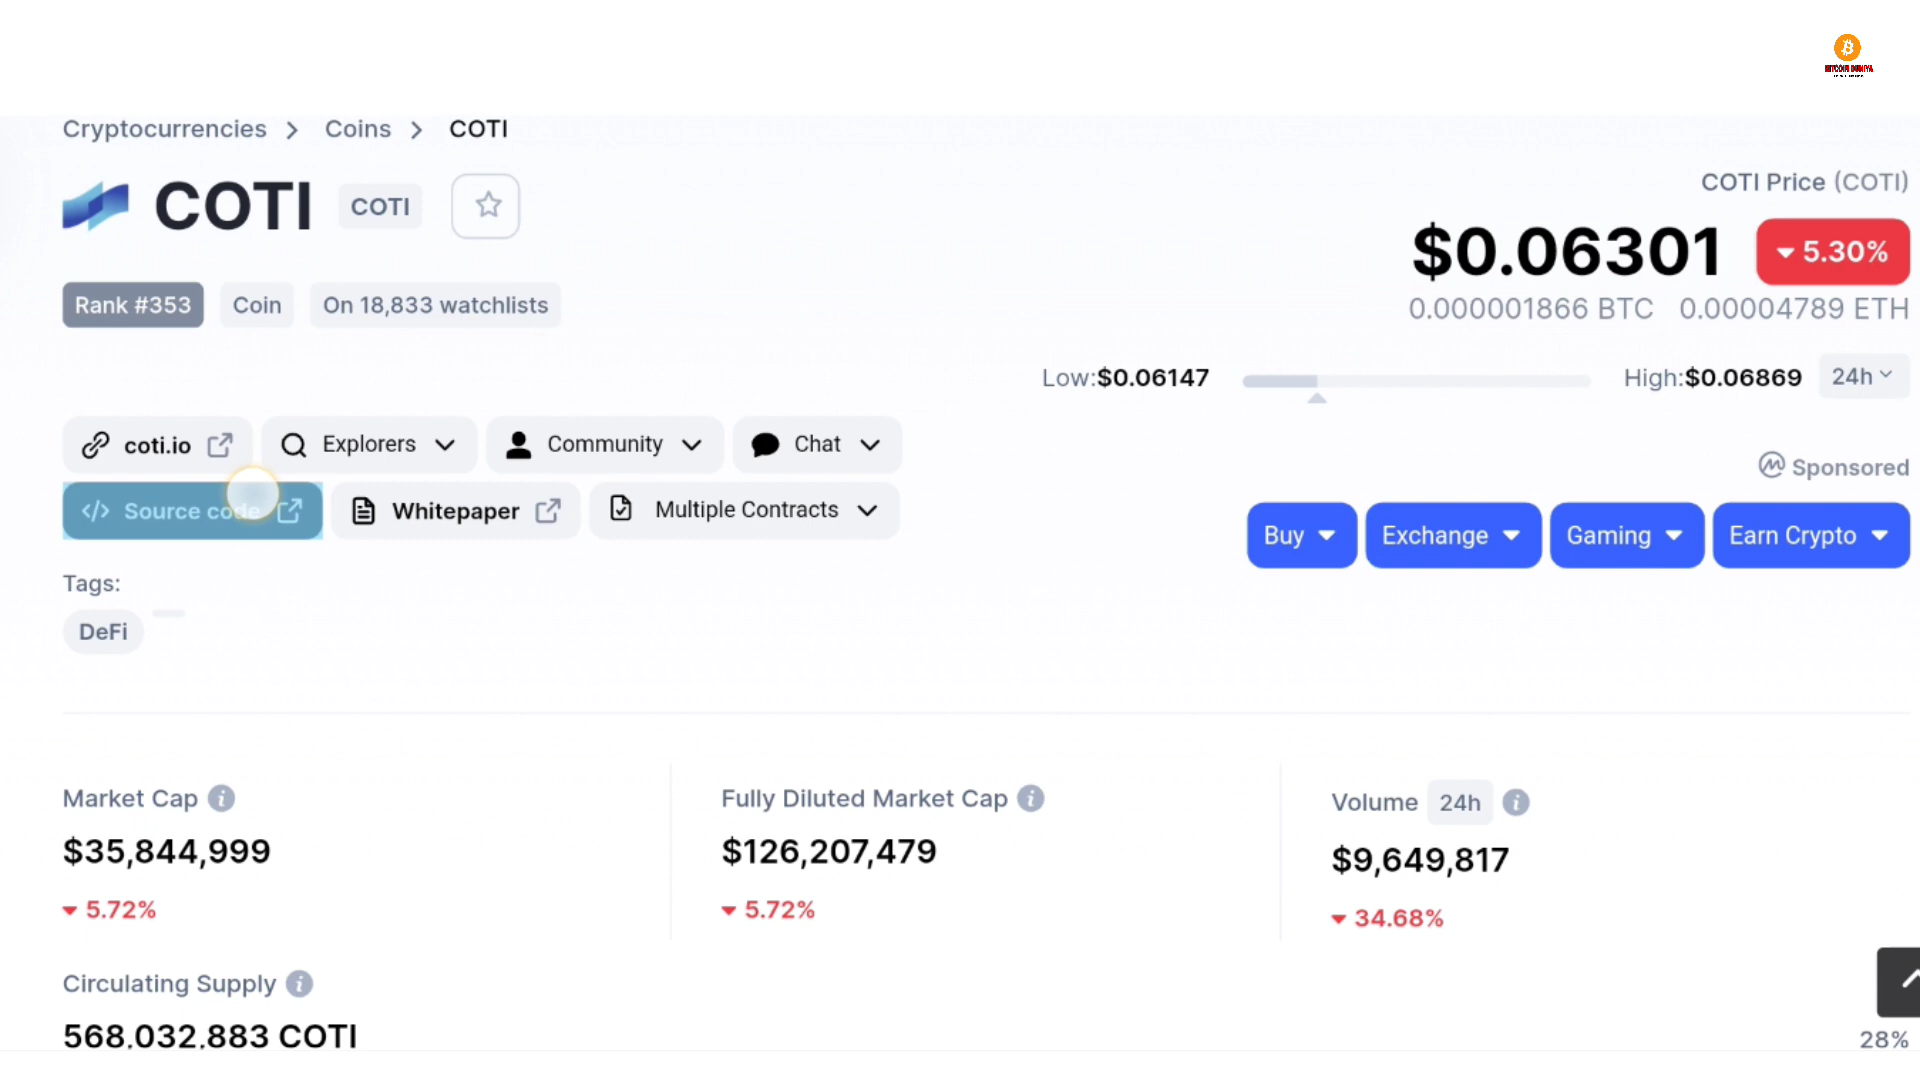 Cryptocurrencies > Coins > COTI
COTI COTI
Rank #353 Coin On 18,833 watchlists
COTI Price (COTI)
$0.06301 5.30%
0.000001866 BTC 0.00004789 ETH
Low:$0.06147 High:$0.06869 24h
coti.io Explorers Community Chat
</> Source code Whitepaper Multiple Contracts
Sponsored
Buy Exchange Gaming Earn Crypto
Tags:
DeFi
Market Cap
$35,844,999
5.72%
Fully Diluted Market Cap
$126,207,479
5.72%
Volume 24h
$9,649,817
34.68%
Circulating Supply
568,032,883 COTI
28%